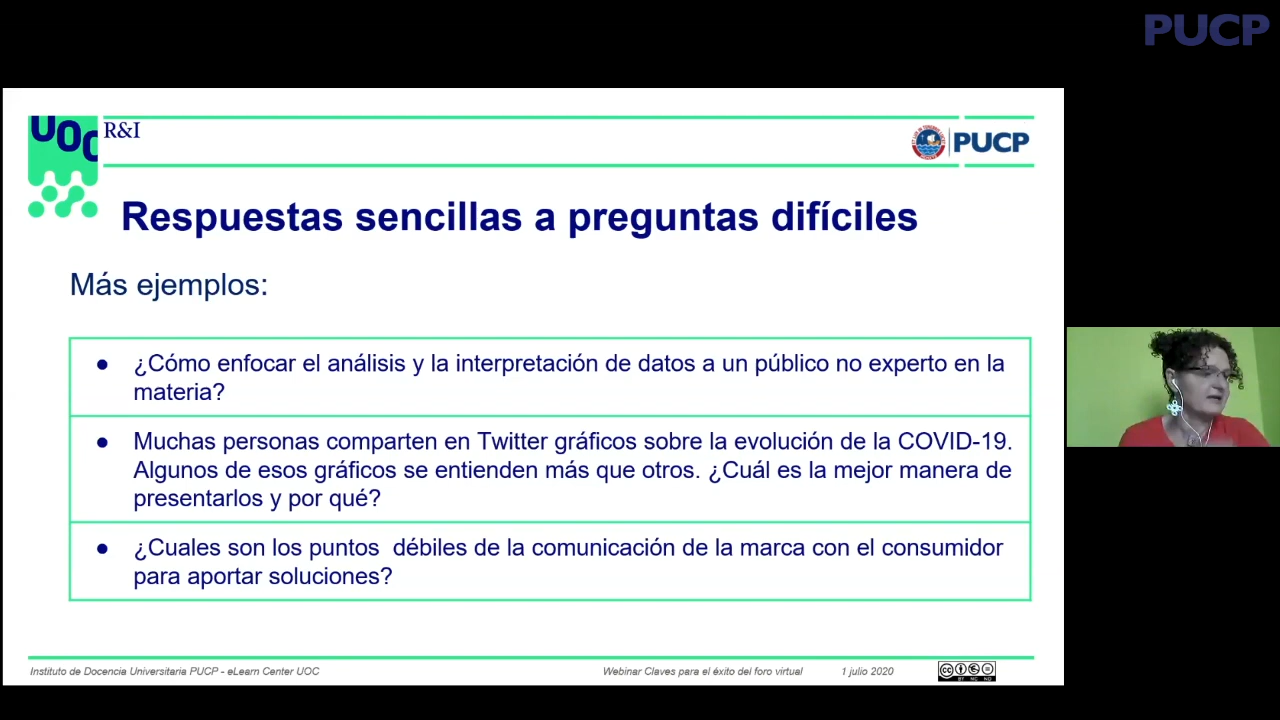 PUCP
UOC
R&I
PUCP
Respuestas sencillas a preguntas difíciles
Más ejemplos:
● ¿Cómo enfocar el análisis y la interpretación de datos a un público no experto en la
materia?
● Muchas personas comparten en Twitter gráficos sobre la evolución de la COVID-19.
Algunos de esos gráficos se entienden más que otros. ¿Cuál es la mejor manera de
presentarlos y por qué?
● ¿Cuales son los puntos  débiles de la comunicación de la marca con el consumidor
para aportar soluciones?
Instituto de Docencia Universitaria PUCP - eLearn Center UOC
Webinar Claves para el éxito del foro virtual
1 julio 2020
cc
BY NC ND